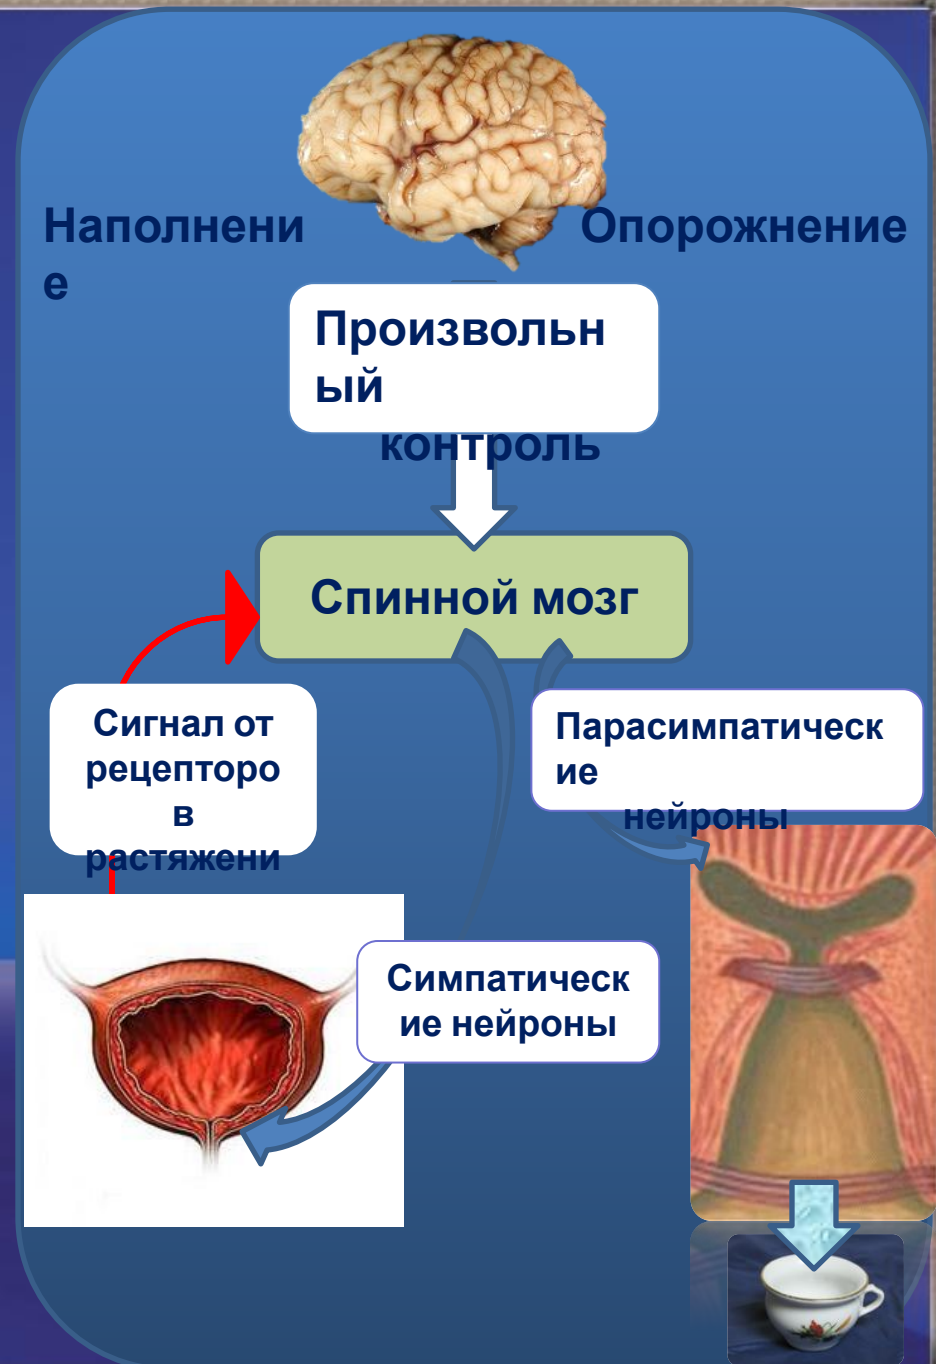 Наполнени
е
Опорожнение
Произвольн
ый
контроль
Спинной мозг
Сигнал от
рецепторо
в
растяжени
Парасимпатическ
ие
нейроны
Симпатическ
ие нейроны